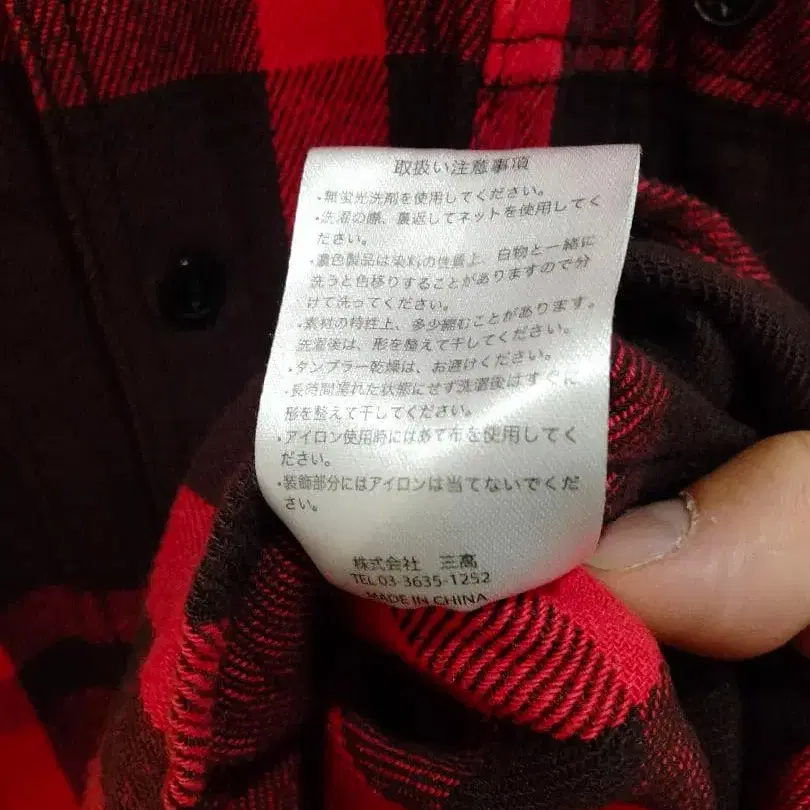 取扱い注意事項
・無蛍光洗剤を使用してください。
・洗濯の際、裏返してネットを使用してく
ださい。
・濃色製品は染料の性質上、白物と一緒に
洗うと色移りすることがありますので分
けて洗ってください。
・素材の特性上、多少縮むことがあります。
洗濯後は、形を整えて干してください。
・タンブラー乾燥は、お避けください。
・長時間濡れた状態にせず洗濯後はすぐに
形を整えて干してください。
・アイロン使用時にはあて布を使用してく
ださい。
・装飾部分にはアイロンは当てないでくだ
さい。
株式会社 三高
TEL 03-3635-1252
MADE IN CHINA